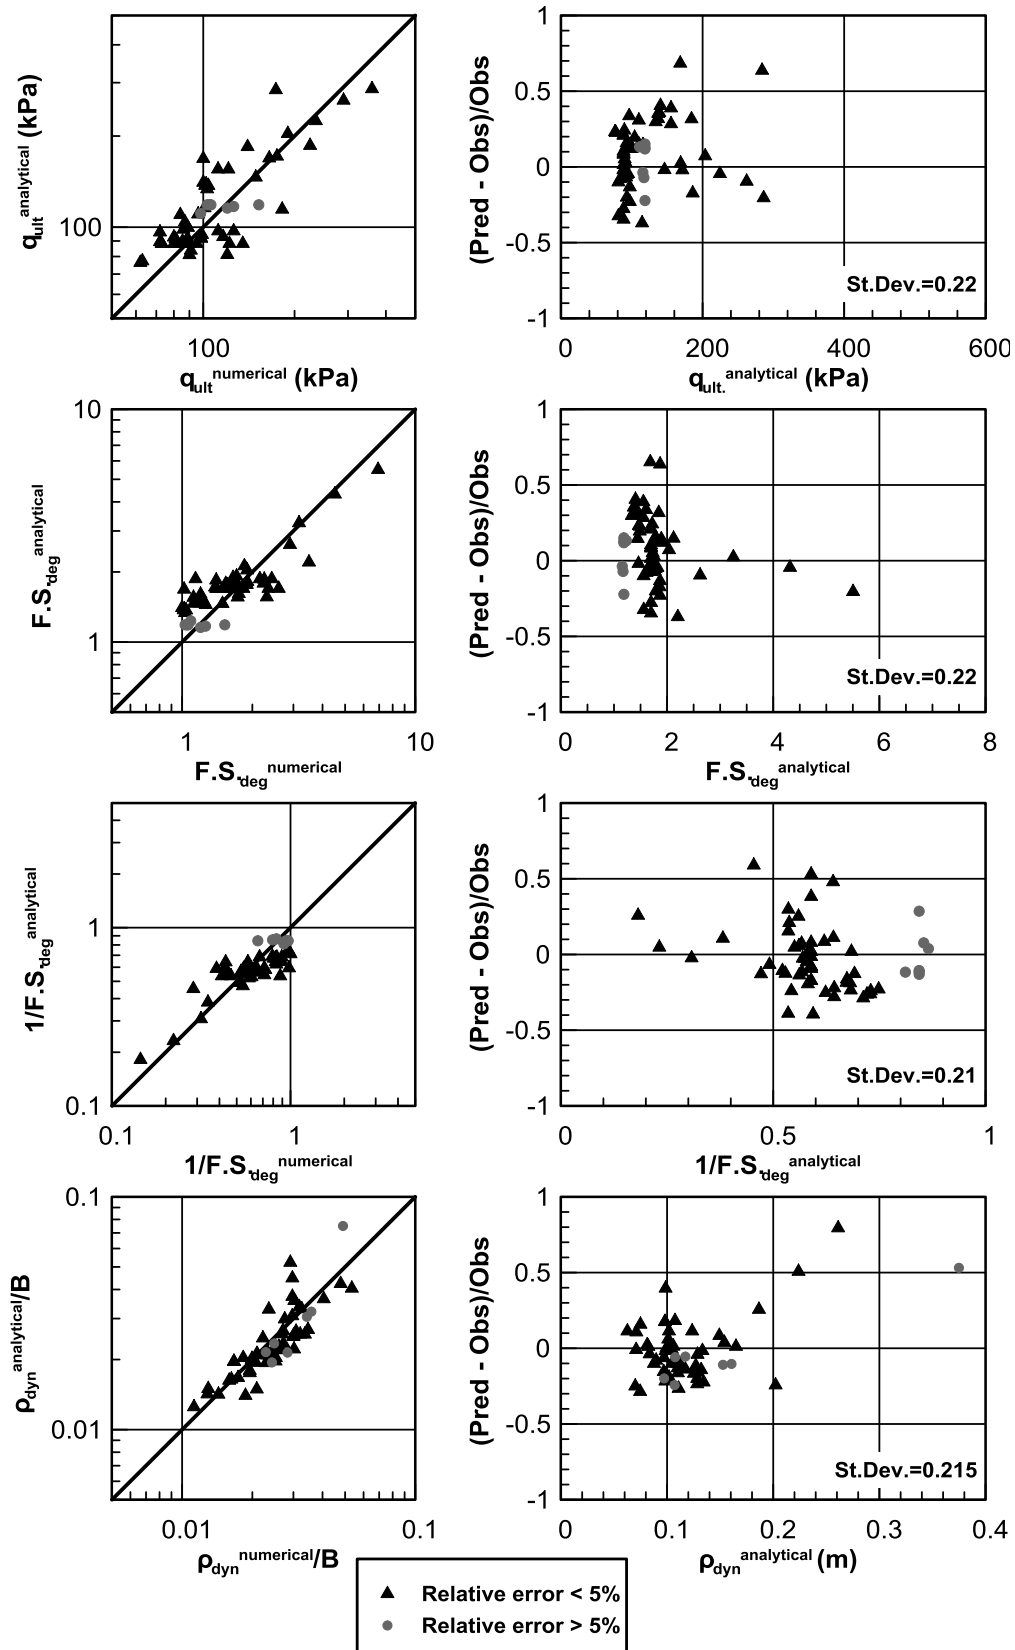 q_ult^analytical (kPa)
100
100
q_ult^numerical (kPa)
(Pred - Obs)/Obs
1
0.5
0
-0.5
-1
St.Dev.=0.22
0 200 400 600
q_ult.^analytical (kPa)
F.S._deg^analytical
10
1
1 10
F.S._deg^numerical
(Pred - Obs)/Obs
1
0.5
0
-0.5
-1
St.Dev.=0.22
0 2 4 6 8
F.S._deg^analytical
1/F.S._deg^analytical
1
0.1
0.1 1
1/F.S._deg^numerical
(Pred - Obs)/Obs
1
0.5
0
-0.5
-1
St.Dev.=0.21
0 0.5 1
1/F.S._deg^analytical
ρ_dyn^analytical/B
0.1
0.01
0.01 0.1
ρ_dyn^numerical/B
(Pred - Obs)/Obs
1
0.5
0
-0.5
-1
St.Dev.=0.215
0 0.1 0.2 0.3 0.4
ρ_dyn^analytical (m)
Relative error < 5%
Relative error > 5%